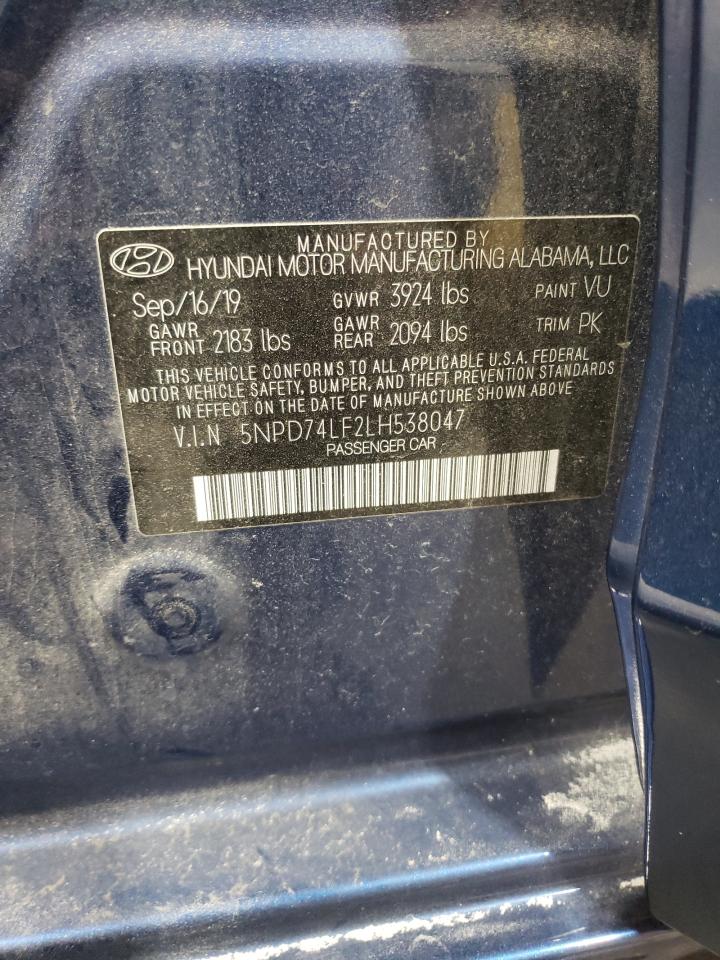 MANUFACTURED BY
HYUNDAI MOTOR MANUFACTURING ALABAMA, LLC
Sep/16/19 GVWR 3924 lbs PAINT VU
GAWR FRONT 2183 lbs GAWR REAR 2094 lbs TRIM PK
THIS VEHICLE CONFORMS TO ALL APPLICABLE U.S.A. FEDERAL
MOTOR VEHICLE SAFETY, BUMPER, AND THEFT PREVENTION STANDARDS
IN EFFECT ON THE DATE OF MANUFACTURE SHOWN ABOVE
V.I.N 5NPD74LF2LH538047
PASSENGER CAR